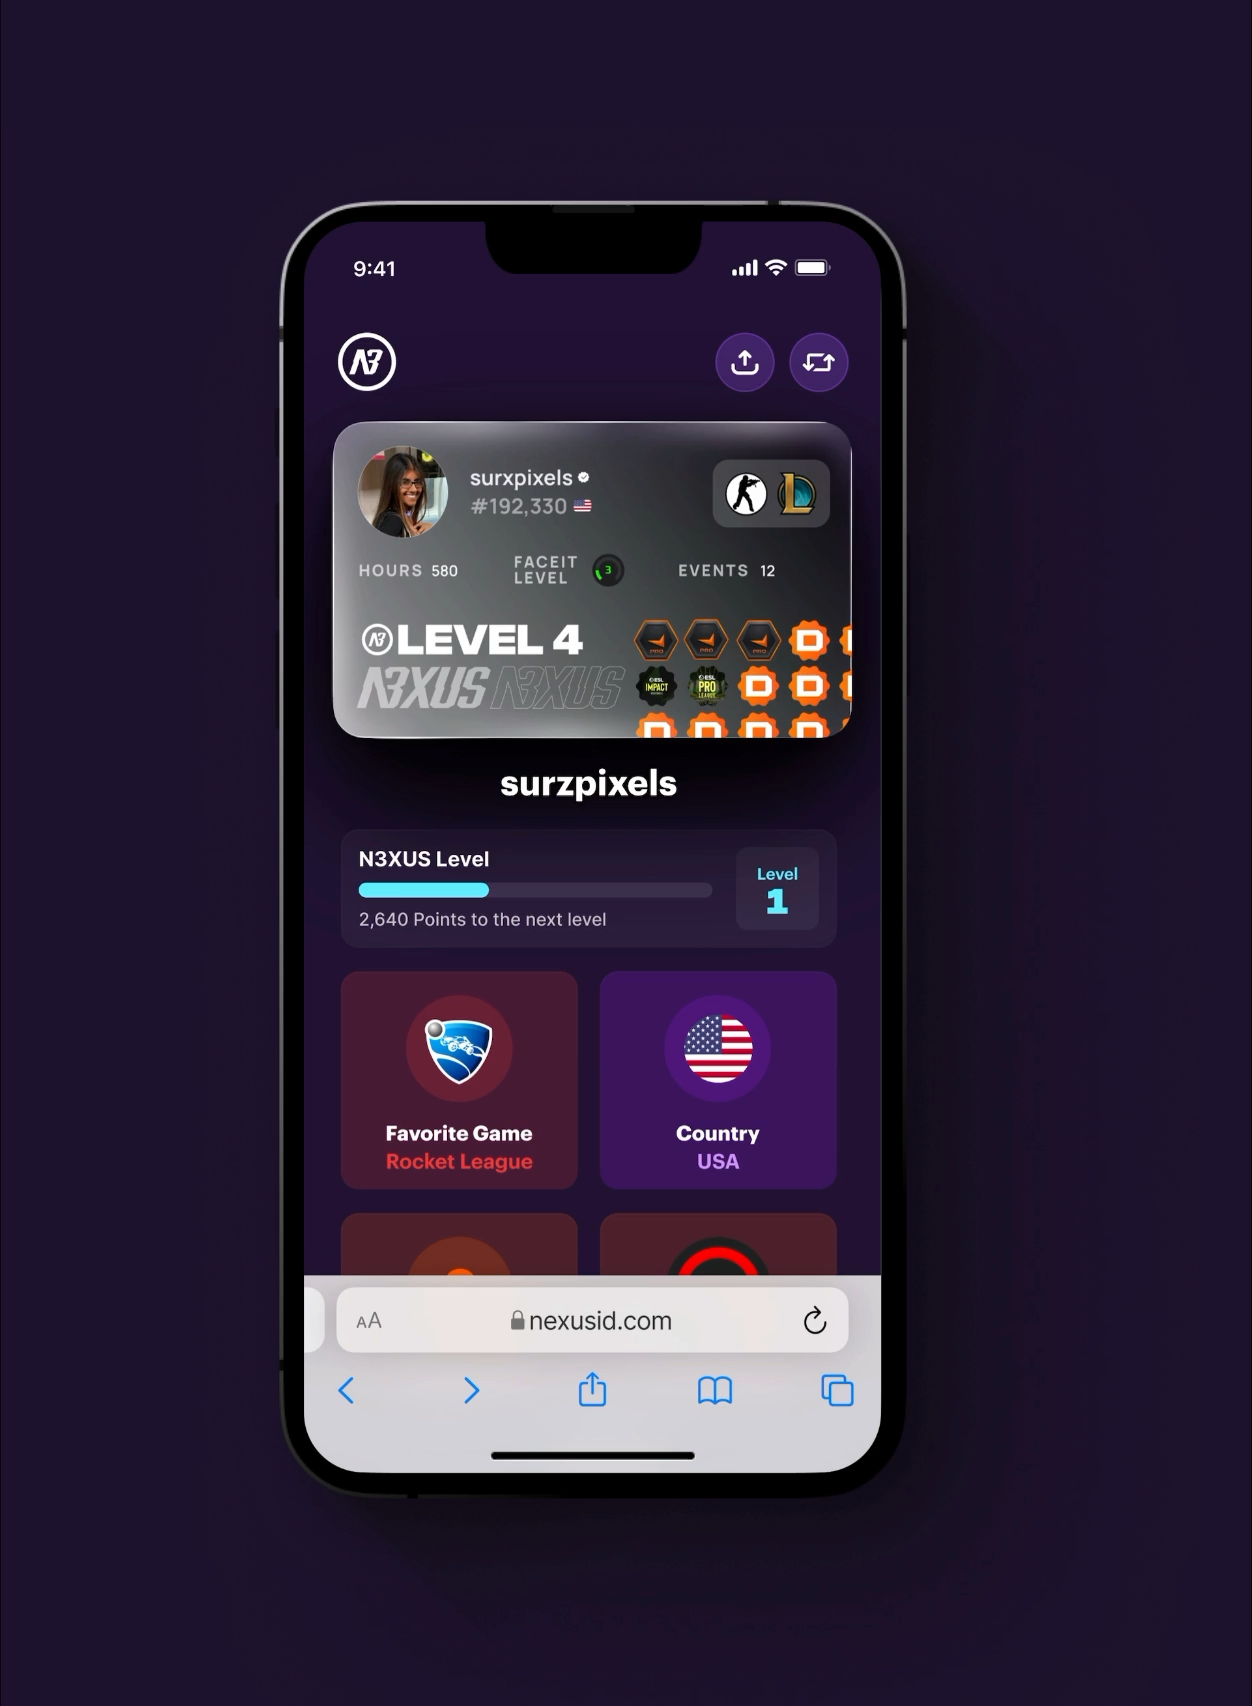 9:41
N3
surxpixels
#192,330
HOURS 580
FACEIT LEVEL 3
EVENTS 12
N3 LEVEL 4
N3XUS N3XUS
PRO PRO PRO D
ESL IMPACT ESL PRO LEAGUE D D
D D D D
surzpixels
N3XUS Level
Level
1
2,640 Points to the next level
Favorite Game
Rocket League
Country
USA
AA nexusid.com